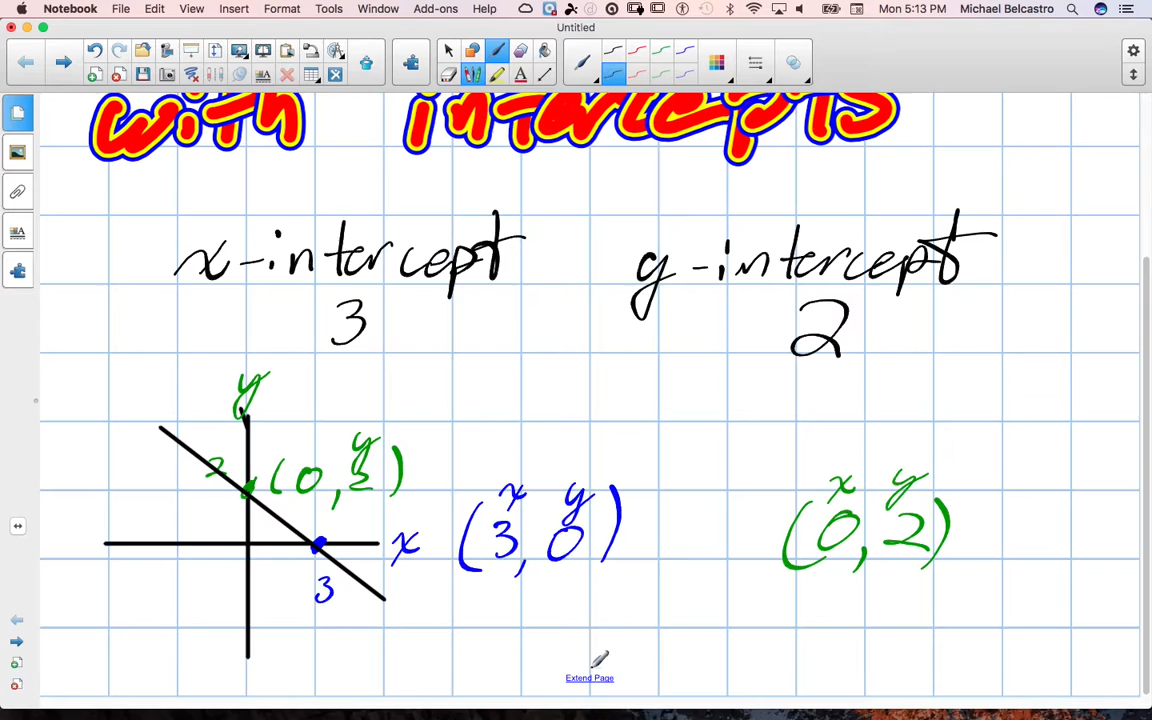 Notebook File Edit View Insert Format Tools Window Add-ons Help Mon 5:13 PM Michael Belcastro
Untitled
with intercepts
x-intercept y-intercept
3 2
y
2 (0, 2) y
x (3, 0) x y
(0, 2) x y
3
Extend Page